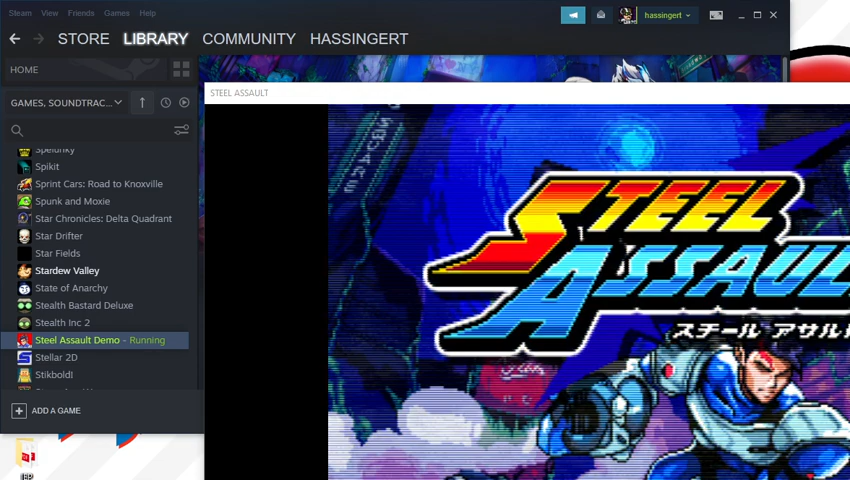 Steam View Friends Games Help
hassingert
STORE LIBRARY COMMUNITY HASSINGERT
HOME
GAMES, SOUNDTRAC...
STEEL ASSAULT
Spelunky
Spikit
Sprint Cars: Road to Knoxville
Spunk and Moxie
Star Chronicles: Delta Quadrant
Star Drifter
Star Fields
Stardew Valley
State of Anarchy
Stealth Bastard Deluxe
Stealth Inc 2
Steel Assault Demo - Running
Stellar 2D
Stikbold!
ADD A GAME
SQUARE
STEEL
ASSAUL
スチール アサル